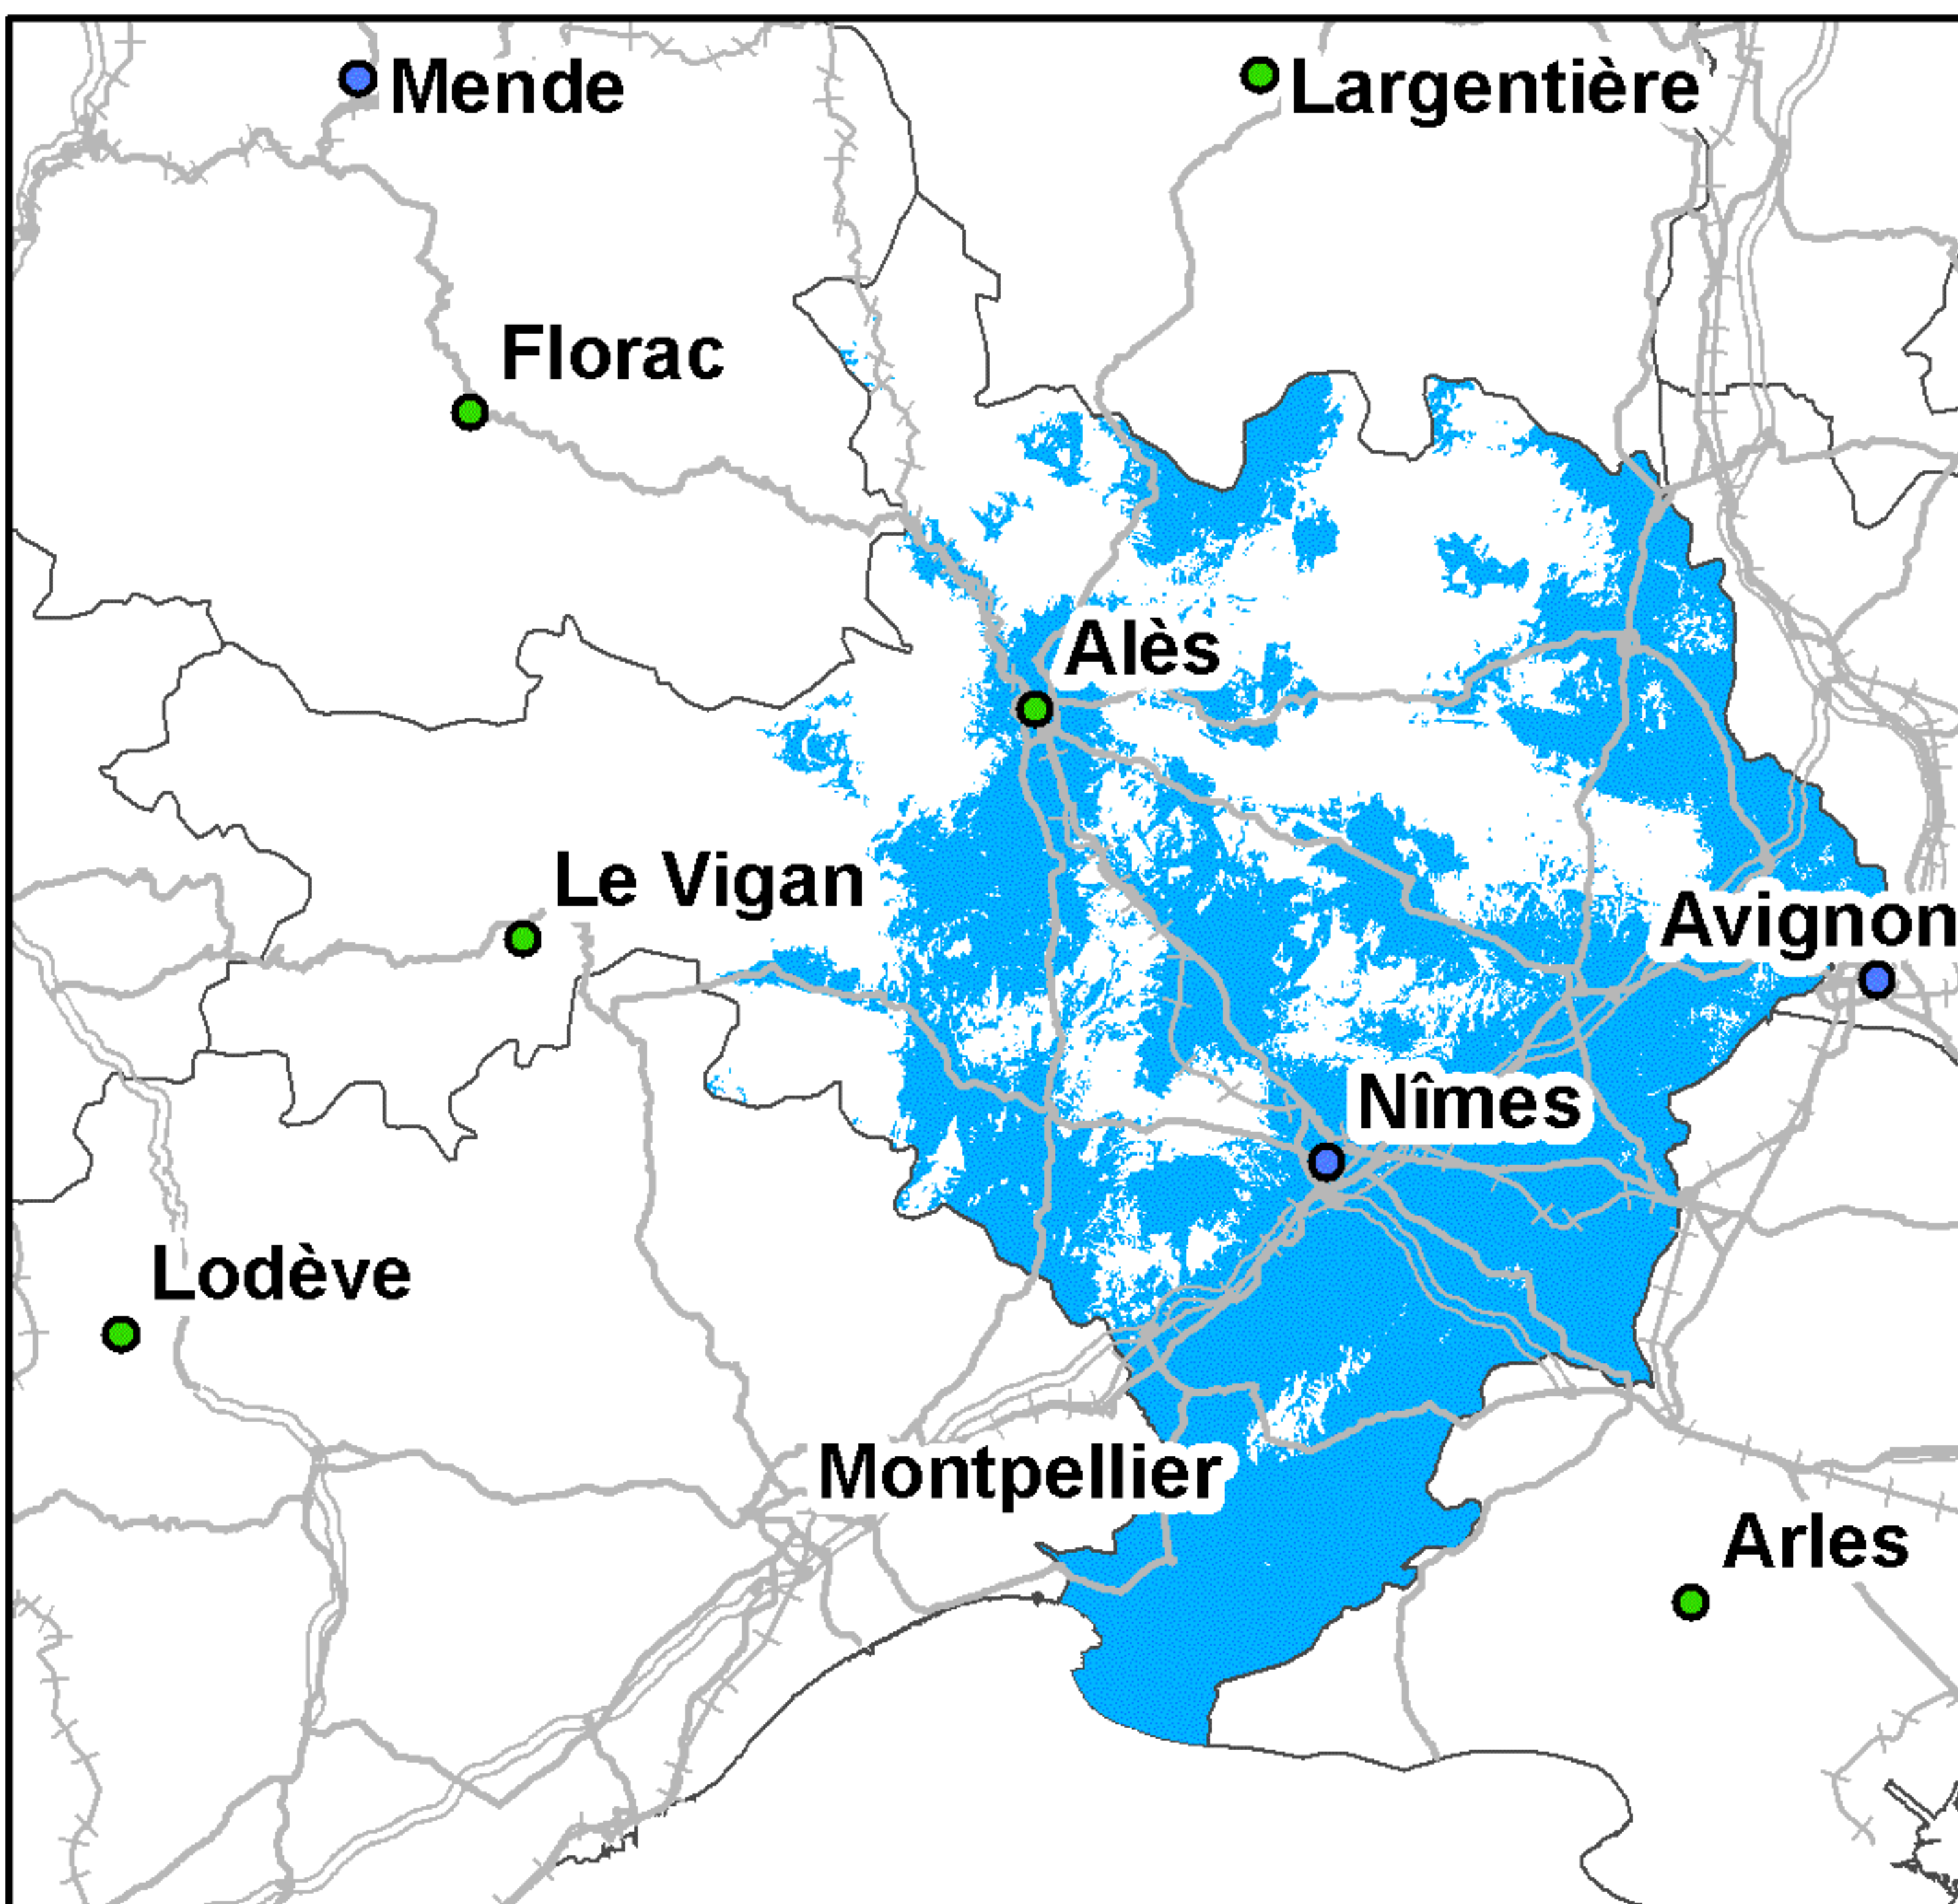 Mende
Largentière
Florac
Alès
Le Vigan
Avignon
Nîmes
Lodève
Montpellier
Arles